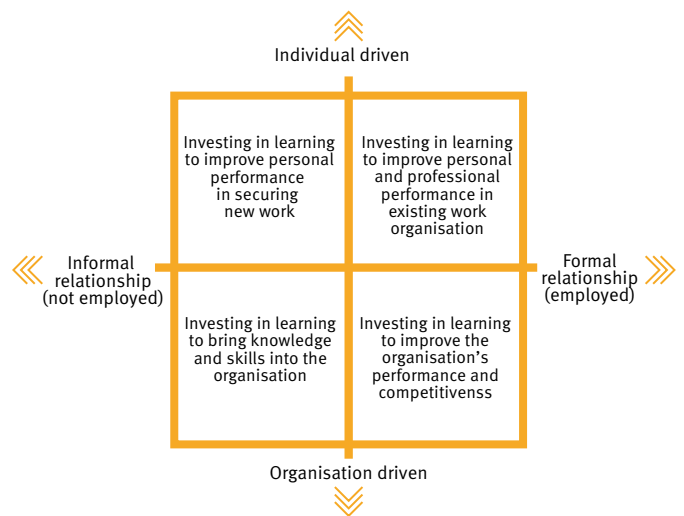 Individual driven
Investing in learning
to improve personal
performance
in securing
new work
Investing in learning
to improve personal
and professional
performance in
existing work
organisation
Informal
relationship
(not employed)
Formal
relationship
(employed)
Investing in learning
to bring knowledge
and skills into the
organisation
Investing in learning
to improve the
organisation’s
performance and
competitivenss
Organisation driven